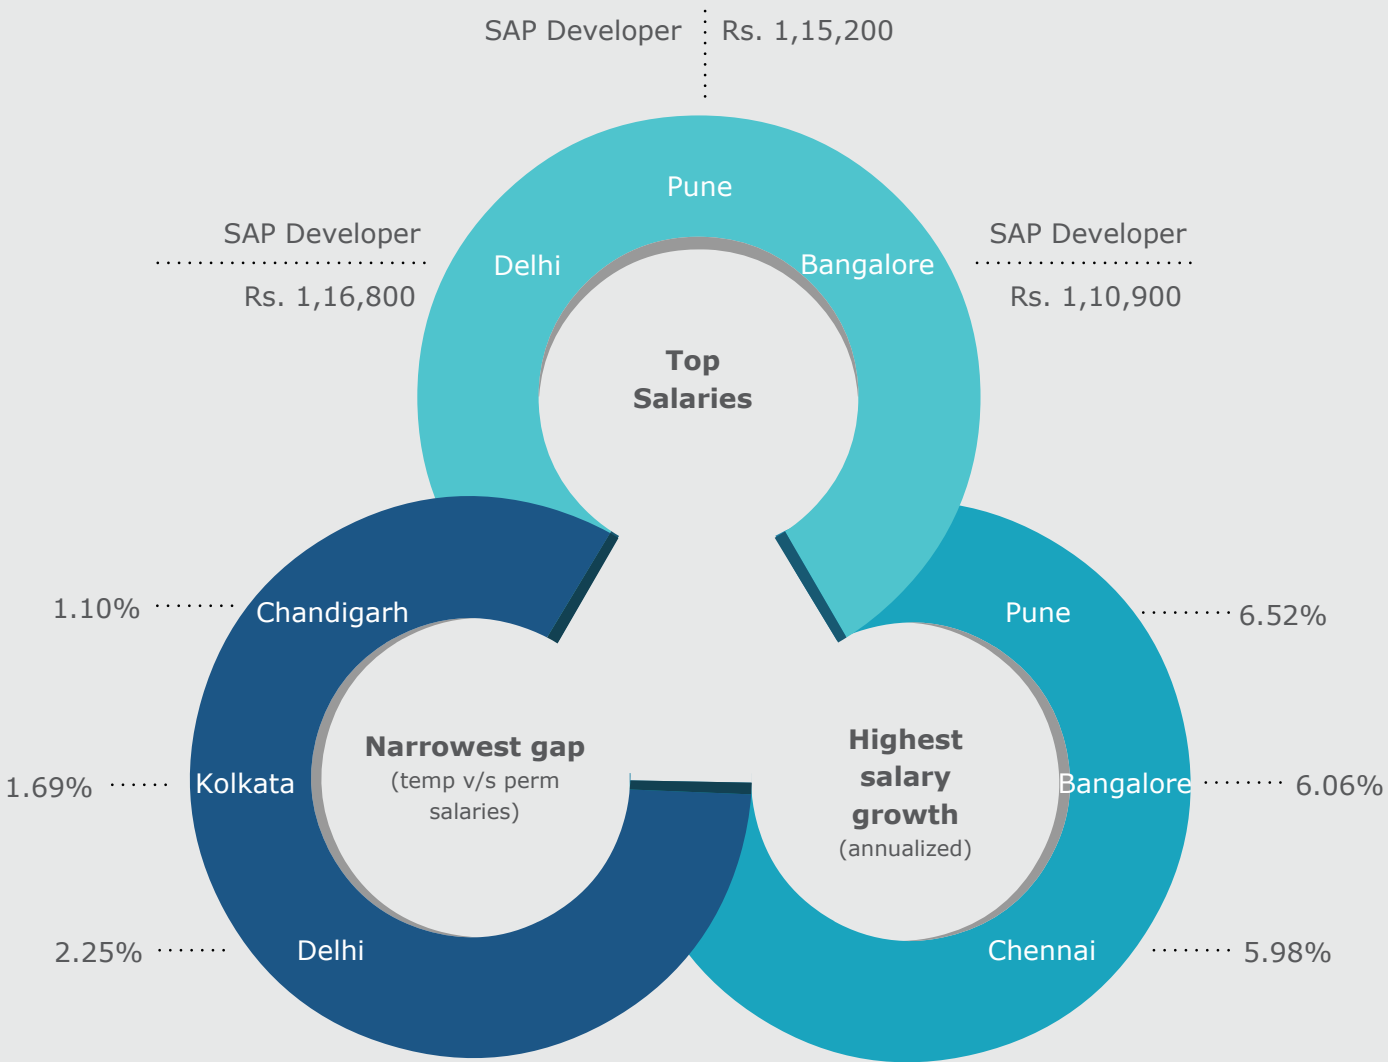 SAP Developer Rs. 1,15,200
Pune
SAP Developer
Delhi
Bangalore
SAP Developer
Rs. 1,16,800
Rs. 1,10,900
Top
Salaries
1.10%
Chandigarh
Pune
6.52%
Narrowest gap
(temp v/s perm
salaries)
Highest
salary
growth
(annualized)
1.69%
Kolkata
Bangalore
6.06%
2.25%
Delhi
Chennai
5.98%